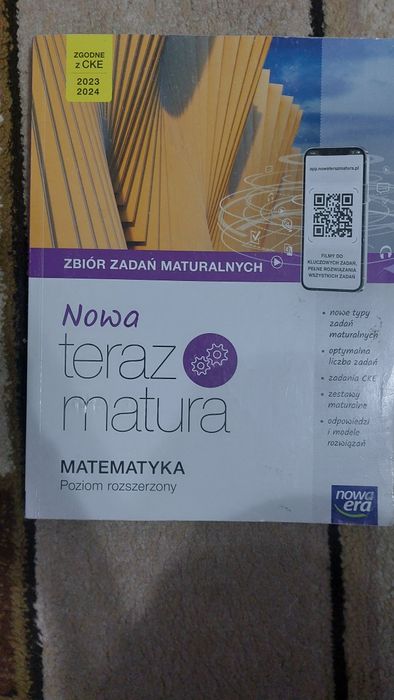 ZGODNE
z CKE
2023
2024
app.nowaterazmatura.pl
FILMY DO
KLUCZOWYCH ZADAŃ,
PEŁNE ROZWIĄZANIA
WSZYSTKICH ZADAŃ
ZBIÓR ZADAŃ MATURALNYCH
Nowa
teraz
matura
MATEMATYKA
Poziom rozszerzony
nowe typy
zadań
maturalnych
optymalna
liczba zadań
zadania CKE
zestawy
maturalne
odpowiedzi
i modele
rozwiązań
nowa
era